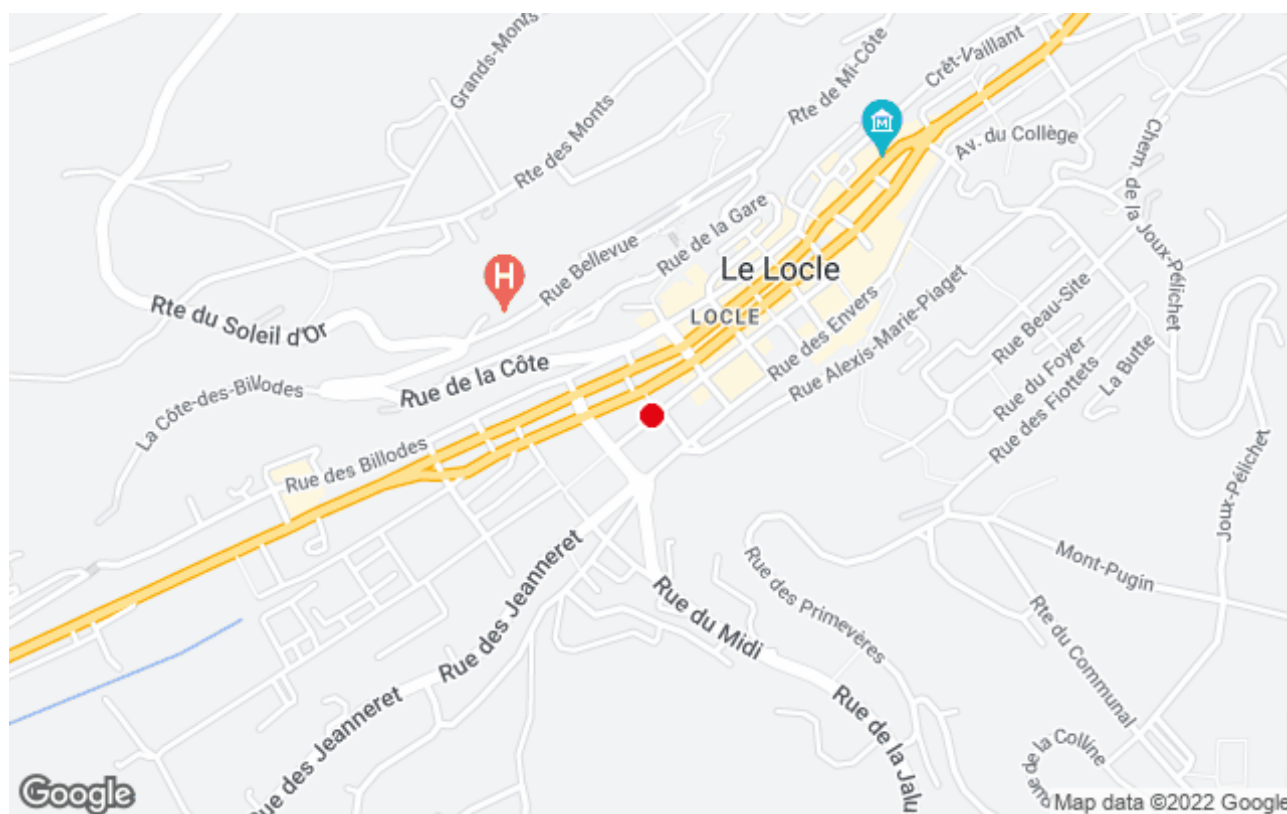 Grands-Monts
Rte de Mi-Côte
Crêt-Vaillant
Rte des Monts
Av. du Collège
Chem. de la Joux-Pélichet
Rue de la Gare
Rue Bellevue
H
M
Le Locle
LOCLE
Rte du Soleil d'Or
Rue des Envers
Rue Alexis-Marie-Piaget
Rue Beau-Site
Rue de la Côte
La Côte-des-Billodes
Rue du Foyer
La Butte
Rue des Fiottets
Rue des Billodes
Joux-Pélichet
Mont-Pugin
Rue des Primevères
Rue des Jeanneret
Rue du Midi
Rte du Communal
Rue des Jeanneret
Rue de la Jalu
Rue de la Colline
Google
Map data ©2022 Google